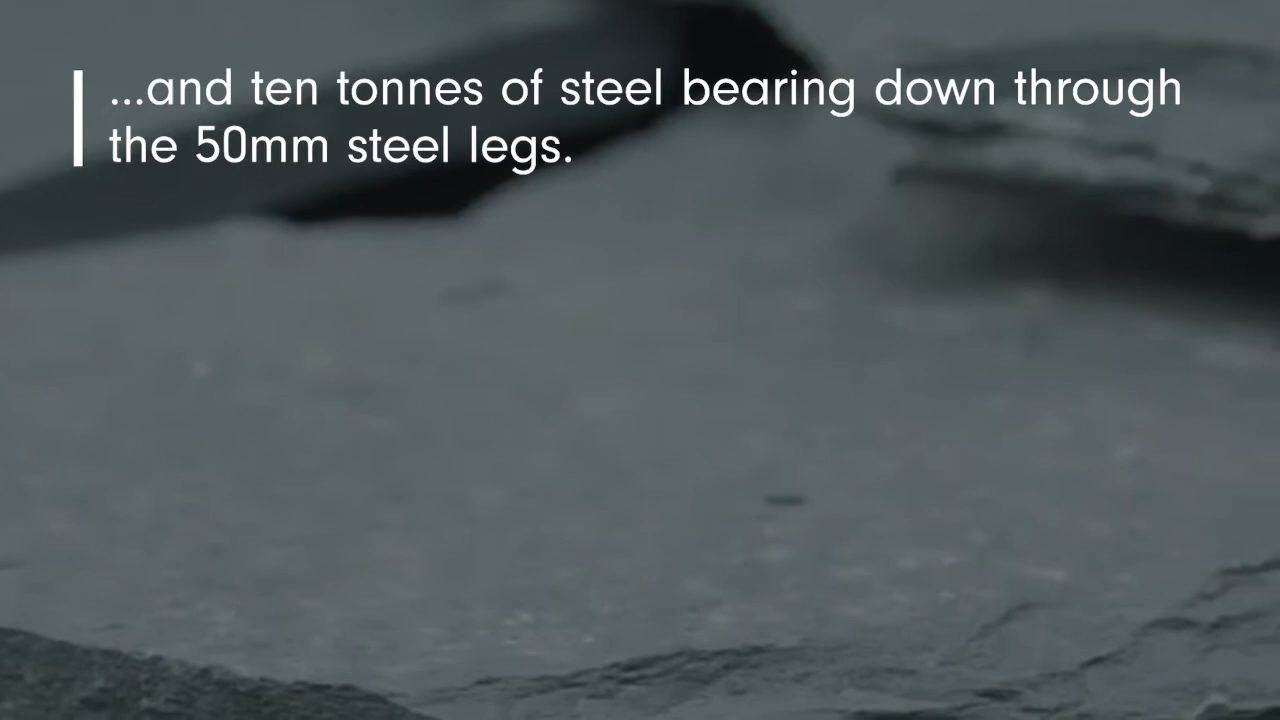 ...and ten tonnes of steel bearing down through
the 50mm steel legs.